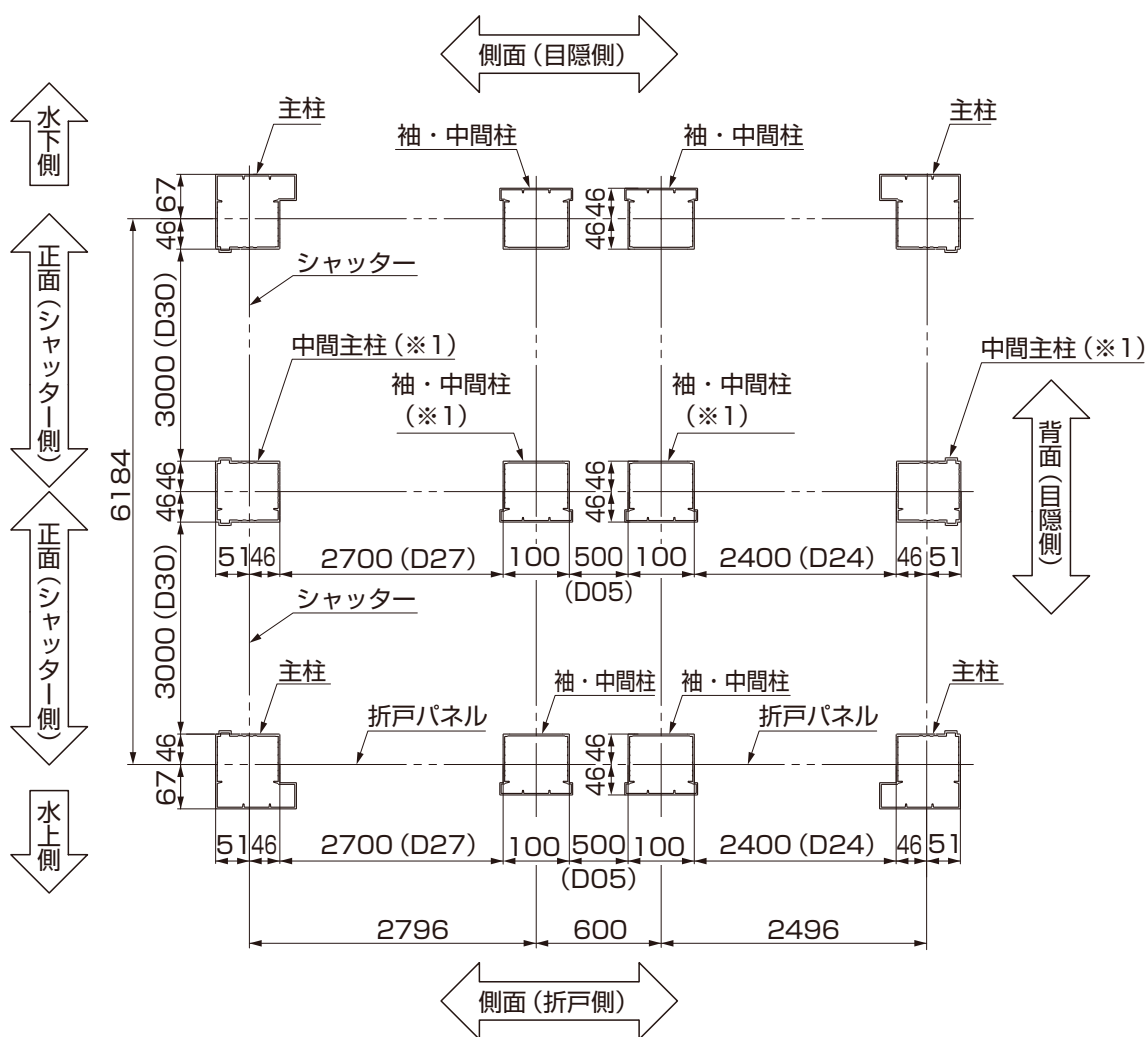 側面（目隠側）
水下側
主柱
袖・中間柱
袖・中間柱
主柱
67
46
46
46
正面（シャッター側）
シャッター
3000（D30）
中間主柱（※1）
袖・中間柱
（※1）
袖・中間柱
（※1）
中間主柱（※1）
背面（目隠側）
6184
46
46
46
46
51
46
2700（D27）
100
500
（D05）
100
2400（D24）
46
51
正面（シャッター側）
3000（D30）
シャッター
主柱
袖・中間柱
袖・中間柱
主柱
折戸パネル
折戸パネル
46
67
46
46
水上側
51
46
2700（D27）
100
500
（D05）
100
2400（D24）
46
51
2796
600
2496
側面（折戸側）